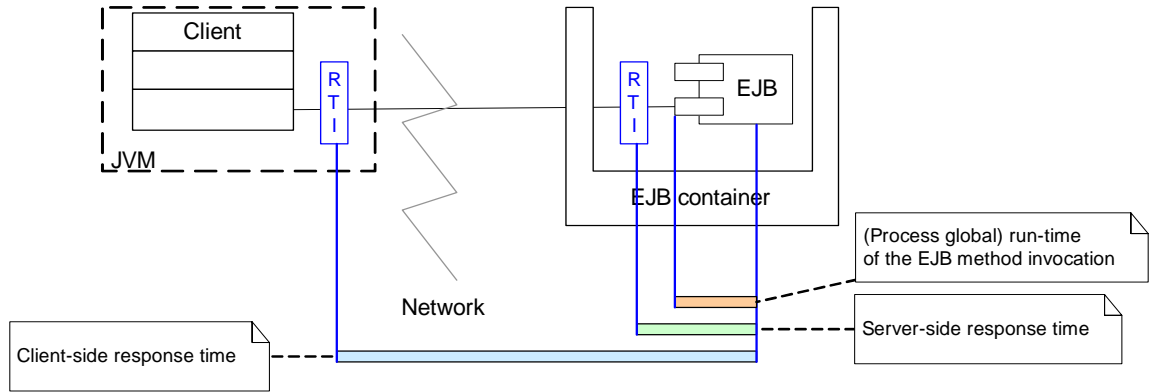 Client
R
T
I
JVM
R
T
I
EJB
EJB container
Network
(Process global) run-time
of the EJB method invocation
Server-side response time
Client-side response time